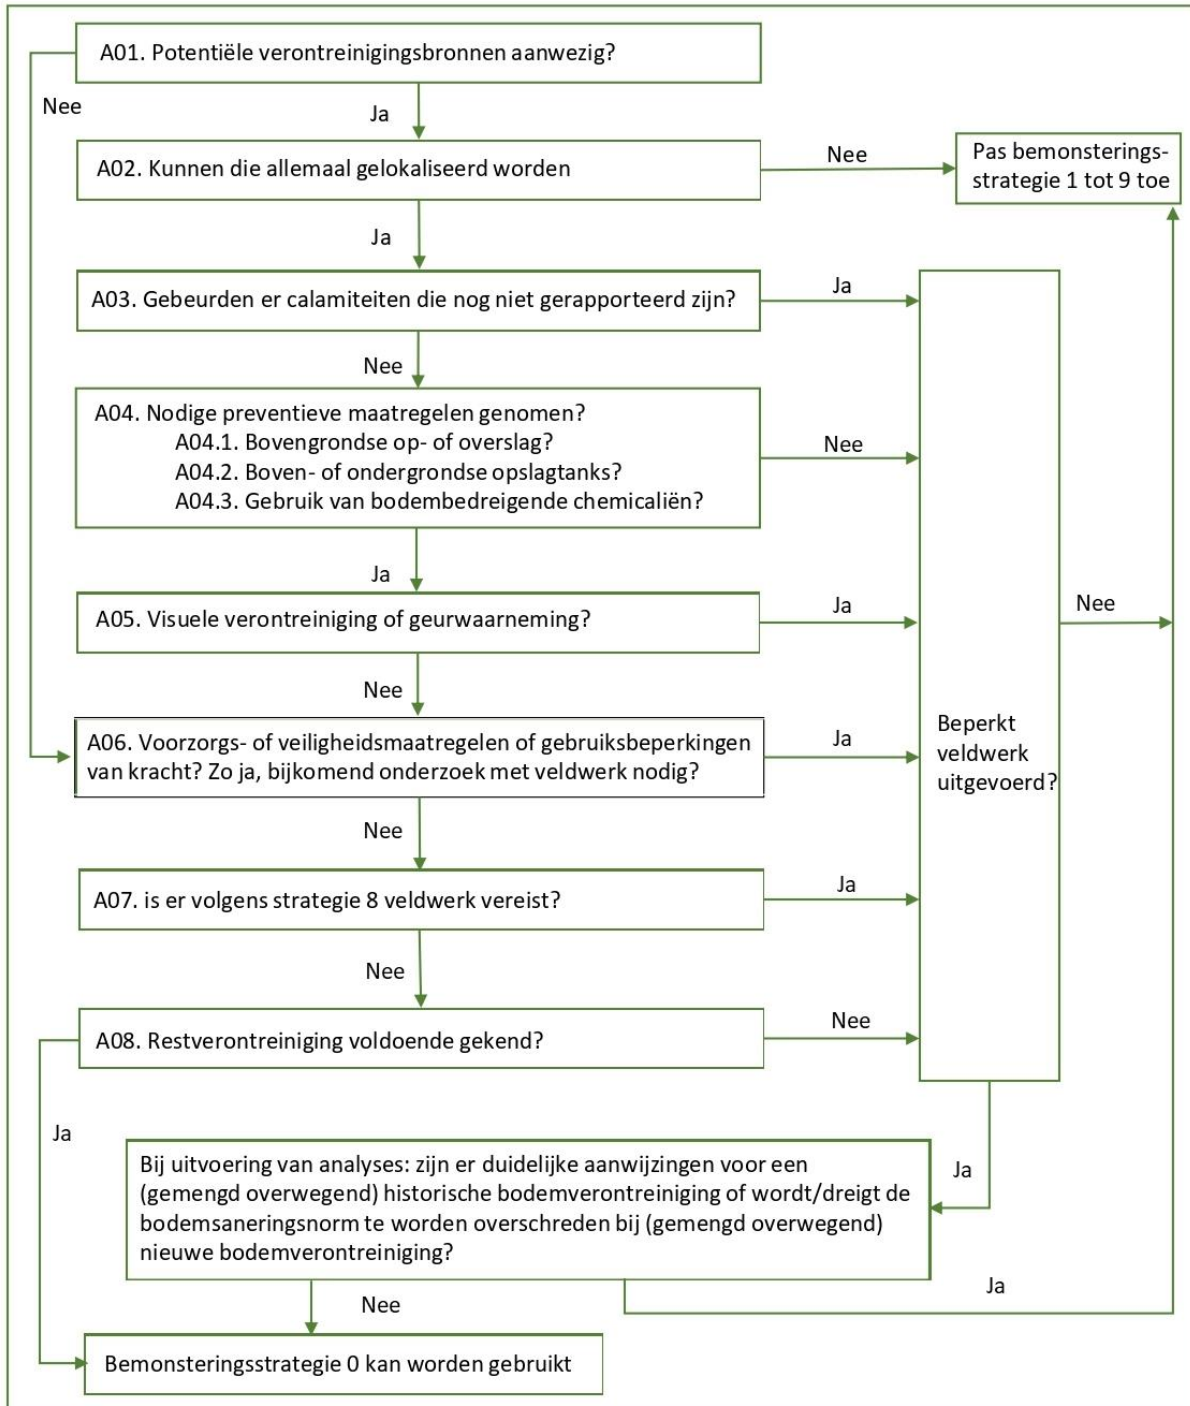 A01. Potentiële verontreinigingsbronnen aanwezig?
Nee
Ja
A02. Kunnen die allemaal gelokaliseerd worden
Nee
Pas bemonsterings-
strategie 1 tot 9 toe
Ja
A03. Gebeurden er calamiteiten die nog niet gerapporteerd zijn?
Ja
Nee
A04. Nodige preventieve maatregelen genomen?
A04.1. Bovengrondse op- of overslag?
A04.2. Boven- of ondergrondse opslagtanks?
A04.3. Gebruik van bodembedreigende chemicaliën?
Nee
Ja
A05. Visuele verontreiniging of geurwaarneming?
Ja
Nee
Nee
A06. Voorzorgs- of veiligheidsmaatregelen of gebruiksbeperkingen
van kracht? Zo ja, bijkomend onderzoek met veldwerk nodig?
Ja
Beperkt
veldwerk
uitgevoerd?
Nee
A07. is er volgens strategie 8 veldwerk vereist?
Ja
Nee
A08. Restverontreiniging voldoende gekend?
Nee
Ja
Ja
Bij uitvoering van analyses: zijn er duidelijke aanwijzingen voor een
(gemengd overwegend) historische bodemverontreiniging of wordt/dreigt de
bodemsaneringsnorm te worden overschreden bij (gemengd overwegend)
nieuwe bodemverontreiniging?
Ja
Nee
Bemonsteringsstrategie 0 kan worden gebruikt